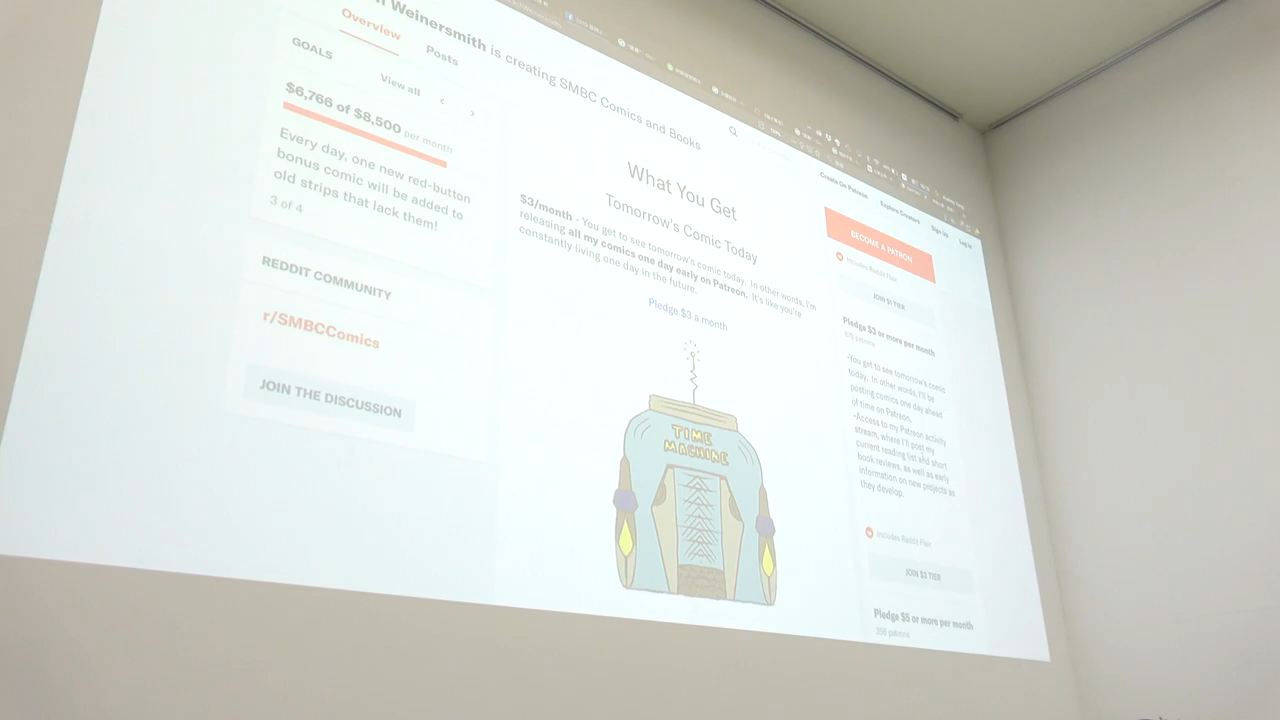 Weinersmith is creating SMBC Comics and Books
Overview
Posts
GOALS
View all
$6,766 of $8,500 per month
Every day, one new red-button
bonus comic will be added to
old strips that lack them!
3 of 4
REDDIT COMMUNITY
r/SMBCComics
JOIN THE DISCUSSION
What You Get
Tomorrow's Comic Today
$3/month - You get to see tomorrow's comic today. In other words, I'm
releasing all my comics one day early on Patreon. It's like you're
constantly living one day in the future.
Pledge $3 a month
TIME
MACHINE
Create On Patreon
Explore Creators
Sign Up
Log In
BECOME A PATRON
Includes Reddit Flair
JOIN $1 TIER
Pledge $3 or more per month
patrons
-You get to see tomorrow's comic
today. In other words, I'll be
posting comics one day ahead
of time on Patreon.
-Access to my Patreon activity
stream, where I'll post my
current reading list and short
book reviews, as well as early
information on new projects as
they develop.
Includes Reddit Flair
JOIN $3 TIER
Pledge $5 or more per month
356 patrons